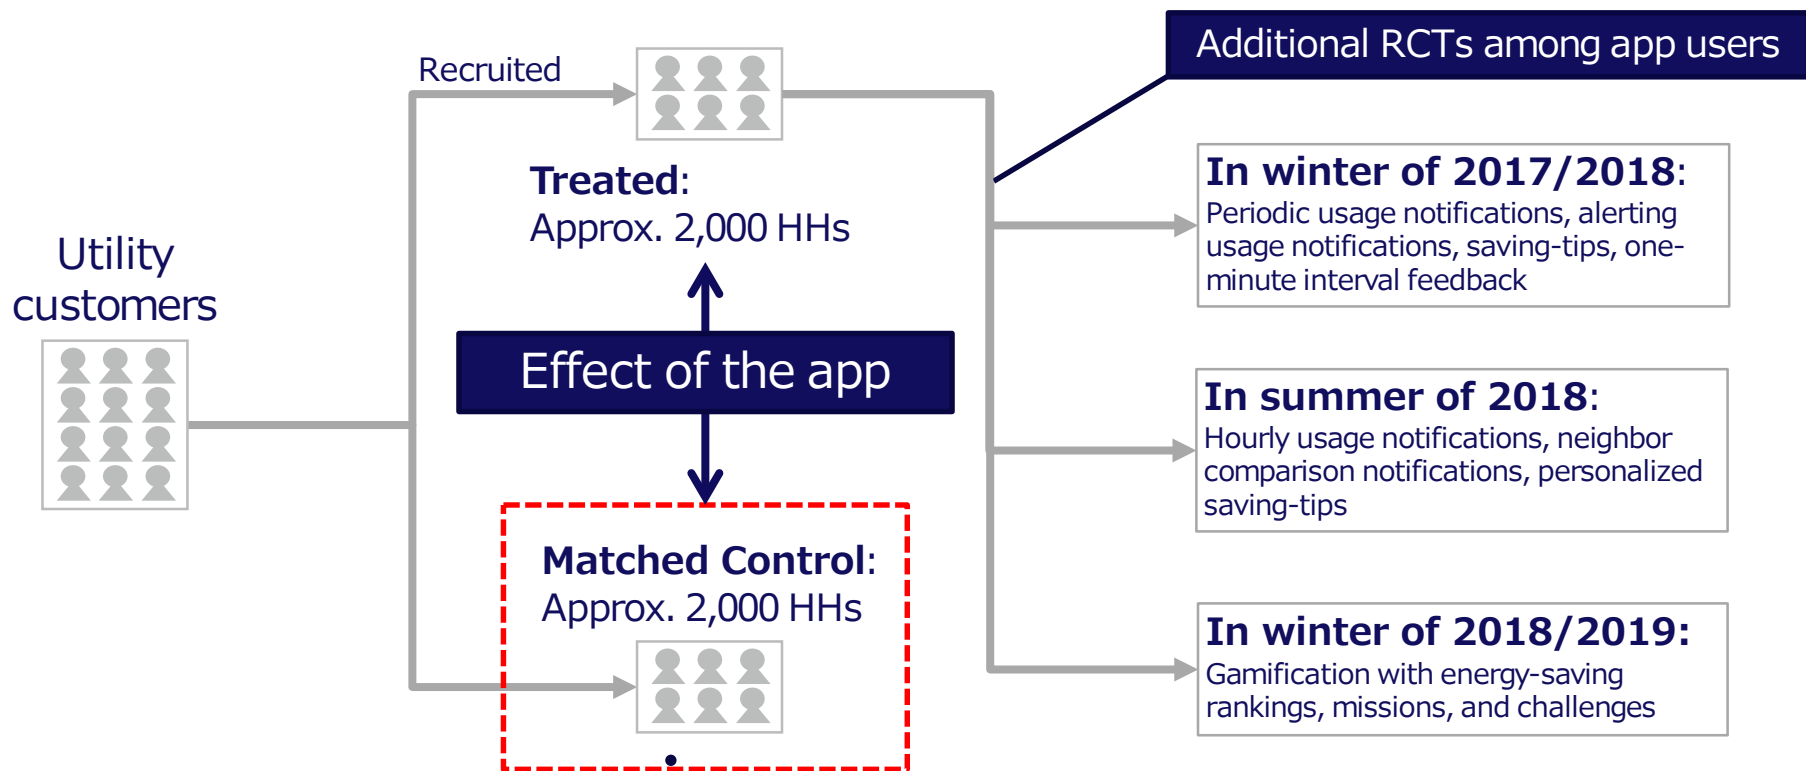 Additional RCTs among app users
Recruited
Treated:
Approx. 2,000 HHs
Utility
customers
Effect of the app
Matched Control:
Approx. 2,000 HHs
In winter of 2017/2018:
Periodic usage notifications, alerting
usage notifications, saving-tips, one-
minute interval feedback
In summer of 2018:
Hourly usage notifications, neighbor
comparison notifications, personalized
saving-tips
In winter of 2018/2019:
Gamification with energy-saving
rankings, missions, and challenges